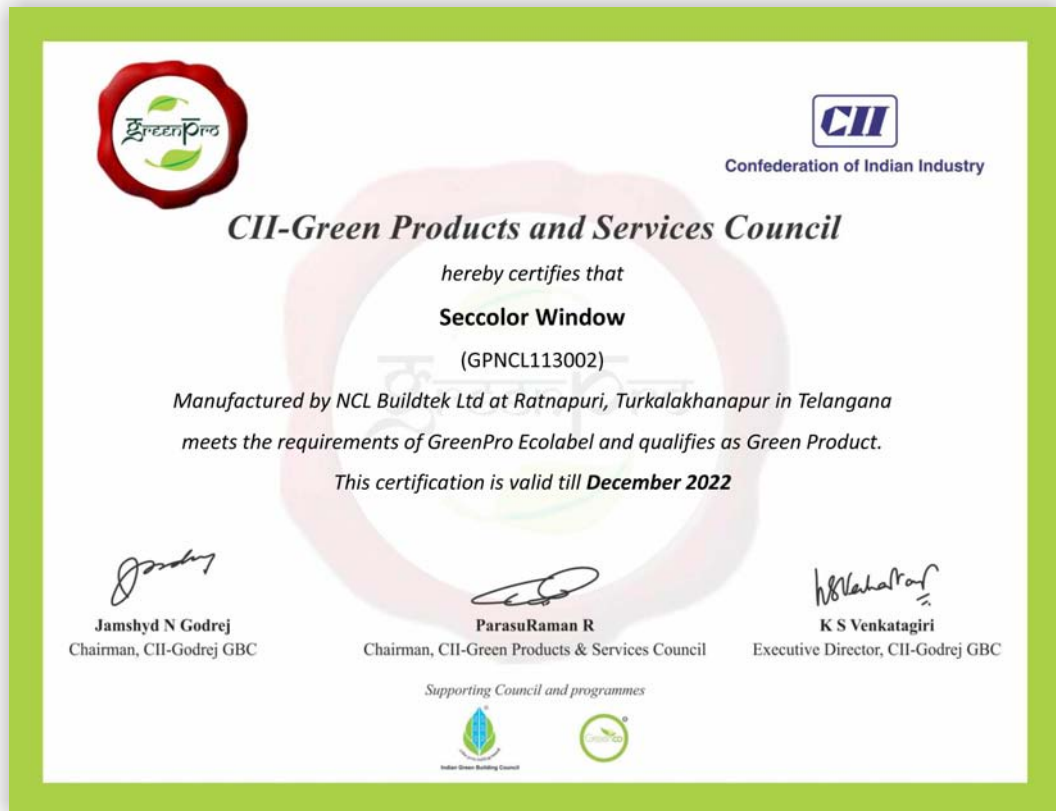 GreenPro
CII
Confederation of Indian Industry
CII-Green Products and Services Council
hereby certifies that
Seccolor Window
(GPNCL113002)
Manufactured by NCL Buildtek Ltd at Ratnapuri, Turkalakhanapur in Telangana
meets the requirements of GreenPro Ecolabel and qualifies as Green Product.
This certification is valid till December 2022
Jamshyd N Godrej
Chairman, CII-Godrej GBC
ParasuRaman R
Chairman, CII-Green Products & Services Council
K S Venkatagiri
Executive Director, CII-Godrej GBC
Supporting Council and programmes
Indian Green Building Council
GreenCo